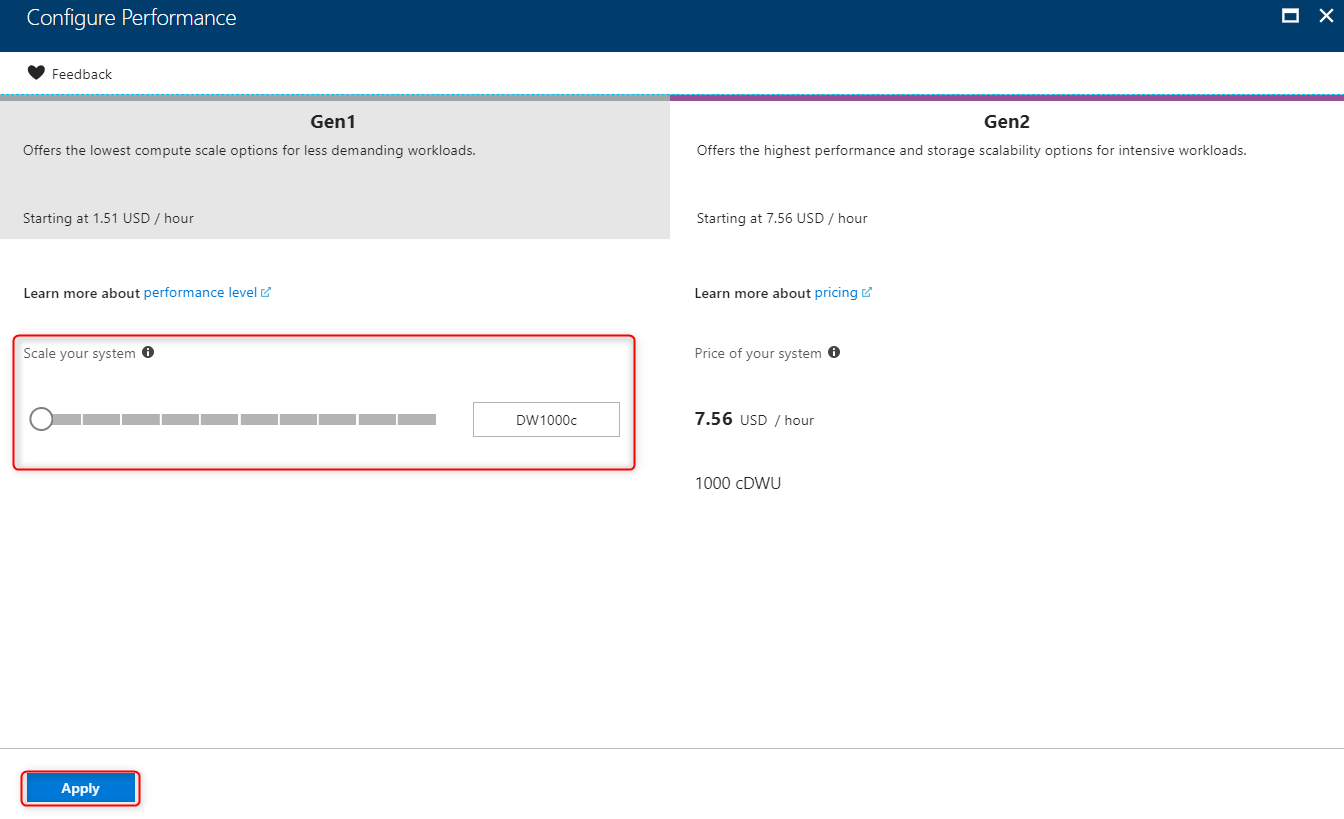 Configure Performance
Feedback
Gen1
Offers the lowest compute scale options for less demanding workloads.
Starting at 1.51 USD / hour
Gen2
Offers the highest performance and storage scalability options for intensive workloads.
Starting at 7.56 USD / hour
Learn more about performance level
Learn more about pricing
Scale your system
DW1000c
Price of your system
7.56 USD / hour
1000 cDWU
Apply